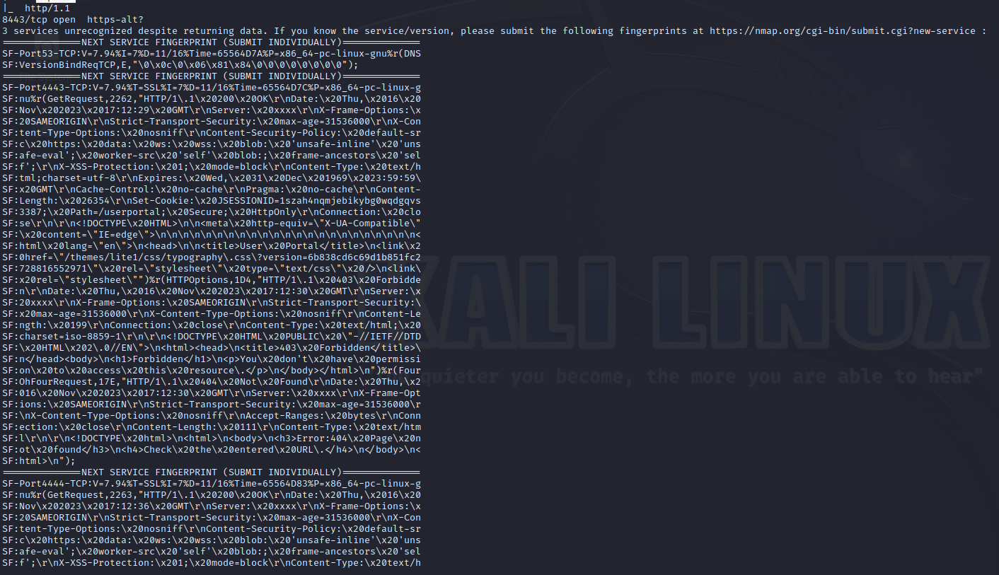 |_  http/1.1
8443/tcp open  https-alt?
3 services unrecognized despite returning data. If you know the service/version, please submit the following fingerprints at https://nmap.org/cgi-bin/submit.cgi?new-service :
==============NEXT SERVICE FINGERPRINT (SUBMIT INDIVIDUALLY)==============
SF-Port53-TCP:V=7.94%I=7%D=11/16%Time=65564D7A%P=x86_64-pc-linux-gnu%r(DNS
SF:VersionBindReqTCP,E,"\0\x0c\0\x06\x81\x84\0\0\0\0\0\0\0\0");
==============NEXT SERVICE FINGERPRINT (SUBMIT INDIVIDUALLY)==============
SF-Port4443-TCP:V=7.94%T=SSL%I=7%D=11/16%Time=65564D7C%P=x86_64-pc-linux-g
SF:nu%r(GetRequest,2262,"HTTP/1\.1\x20200\x20OK\r\nDate:\x20Thu,\x2016\x20
SF:Nov\x202023\x2017:12:29\x20GMT\r\nServer:\x20xxxx\r\nX-Frame-Options:\x
SF:20SAMEORIGIN\r\nStrict-Transport-Security:\x20max-age=31536000\r\nX-Con
SF:tent-Type-Options:\x20nosniff\r\nContent-Security-Policy:\x20default-sr
SF:c\x20https:\x20data:\x20ws:\x20wss:\x20blob:\x20'unsafe-inline'\x20'uns
SF:afe-eval';\x20worker-src\x20'self'\x20blob:;\x20frame-ancestors\x20'sel
SF:f';\r\nX-XSS-Protection:\x201;\x20mode=block\r\nContent-Type:\x20text/h
SF:tml;charset=utf-8\r\nExpires:\x20Wed,\x2031\x20Dec\x201969\x2023:59:59\
SF:x20GMT\r\nCache-Control:\x20no-cache\r\nPragma:\x20no-cache\r\nContent-
SF:Length:\x2026354\r\nSet-Cookie:\x20JSESSIONID=1szah4nqmjebikybg0wqdgqvs
SF:3387;\x20Path=/userportal;\x20Secure;\x20HttpOnly\r\nConnection:\x20clo
SF:se\r\n\r\n<!DOCTYPE\x20HTML>\n\n<meta\x20http-equiv=\"X-UA-Compatible\"
SF:\x20content=\"IE=edge\">\n\n\n\n\n\n\n\n\n\n\n\n\n\n\n\n\n\n\n\n\n\n\n<
SF:html\x20lang=\"en\">\n<head>\n\n<title>User\x20Portal</title>\n<link\x2
SF:0href=\"/themes/lite1/css/typography\.css\?version=6b838cd6c69d1b851fc2
SF:728816552971\"\x20rel=\"stylesheet\"\x20type=\"text/css\"\x20/>\n<link\
SF:x20rel=\"stylesheet\"")%r(HTTPOptions,1D4,"HTTP/1\.1\x20403\x20Forbidde
SF:n\r\nDate:\x20Thu,\x2016\x20Nov\x202023\x2017:12:30\x20GMT\r\nServer:\x
SF:20xxxx\r\nX-Frame-Options:\x20SAMEORIGIN\r\nStrict-Transport-Security:\
SF:x20max-age=31536000\r\nX-Content-Type-Options:\x20nosniff\r\nContent-Le
SF:ngth:\x20199\r\nConnection:\x20close\r\nContent-Type:\x20text/html;\x20
SF:charset=iso-8859-1\r\n\r\n<!DOCTYPE\x20HTML\x20PUBLIC\x20\"-//IETF//DTD
SF:\x20HTML\x202\.0//EN\">\n<html><head>\n<title>403\x20Forbidden</title>\
SF:n</head><body>\n<h1>Forbidden</h1>\n<p>You\x20don't\x20have\x20permissi
SF:on\x20to\x20access\x20this\x20resource\.</p>\n</body></html>\n")%r(Four
SF:OhFourRequest,17E,"HTTP/1\.1\x20404\x20Not\x20Found\r\nDate:\x20Thu,\x2
SF:016\x20Nov\x202023\x2017:12:30\x20GMT\r\nServer:\x20xxxx\r\nX-Frame-Opt
SF:ions:\x20SAMEORIGIN\r\nStrict-Transport-Security:\x20max-age=31536000\r
SF:\nX-Content-Type-Options:\x20nosniff\r\nAccept-Ranges:\x20bytes\r\nConn
SF:ection:\x20close\r\nContent-Length:\x20111\r\nContent-Type:\x20text/htm
SF:l\r\n\r\n<!DOCTYPE\x20html>\n<html>\n<body>\n<h3>Error:404\x20Page\x20n
SF:ot\x20found</h3>\n<h4>Check\x20the\x20entered\x20URL\.</h4>\n</body>\n<
SF:html>\n");
==============NEXT SERVICE FINGERPRINT (SUBMIT INDIVIDUALLY)==============
SF-Port4444-TCP:V=7.94%T=SSL%I=7%D=11/16%Time=65564D83%P=x86_64-pc-linux-g
SF:nu%r(GetRequest,2263,"HTTP/1\.1\x20200\x20OK\r\nDate:\x20Thu,\x2016\x20
SF:Nov\x202023\x2017:12:36\x20GMT\r\nServer:\x20xxxx\r\nX-Frame-Options:\x
SF:20SAMEORIGIN\r\nStrict-Transport-Security:\x20max-age=31536000\r\nX-Con
SF:tent-Type-Options:\x20nosniff\r\nContent-Security-Policy:\x20default-sr
SF:c\x20https:\x20data:\x20ws:\x20wss:\x20blob:\x20'unsafe-inline'\x20'uns
SF:afe-eval';\x20worker-src\x20'self'\x20blob:;\x20frame-ancestors\x20'sel
SF:f';\r\nX-XSS-Protection:\x201;\x20mode=block\r\nContent-Type:\x20text/h
KALI LINUX
quieter you become, the more you are able to hear"